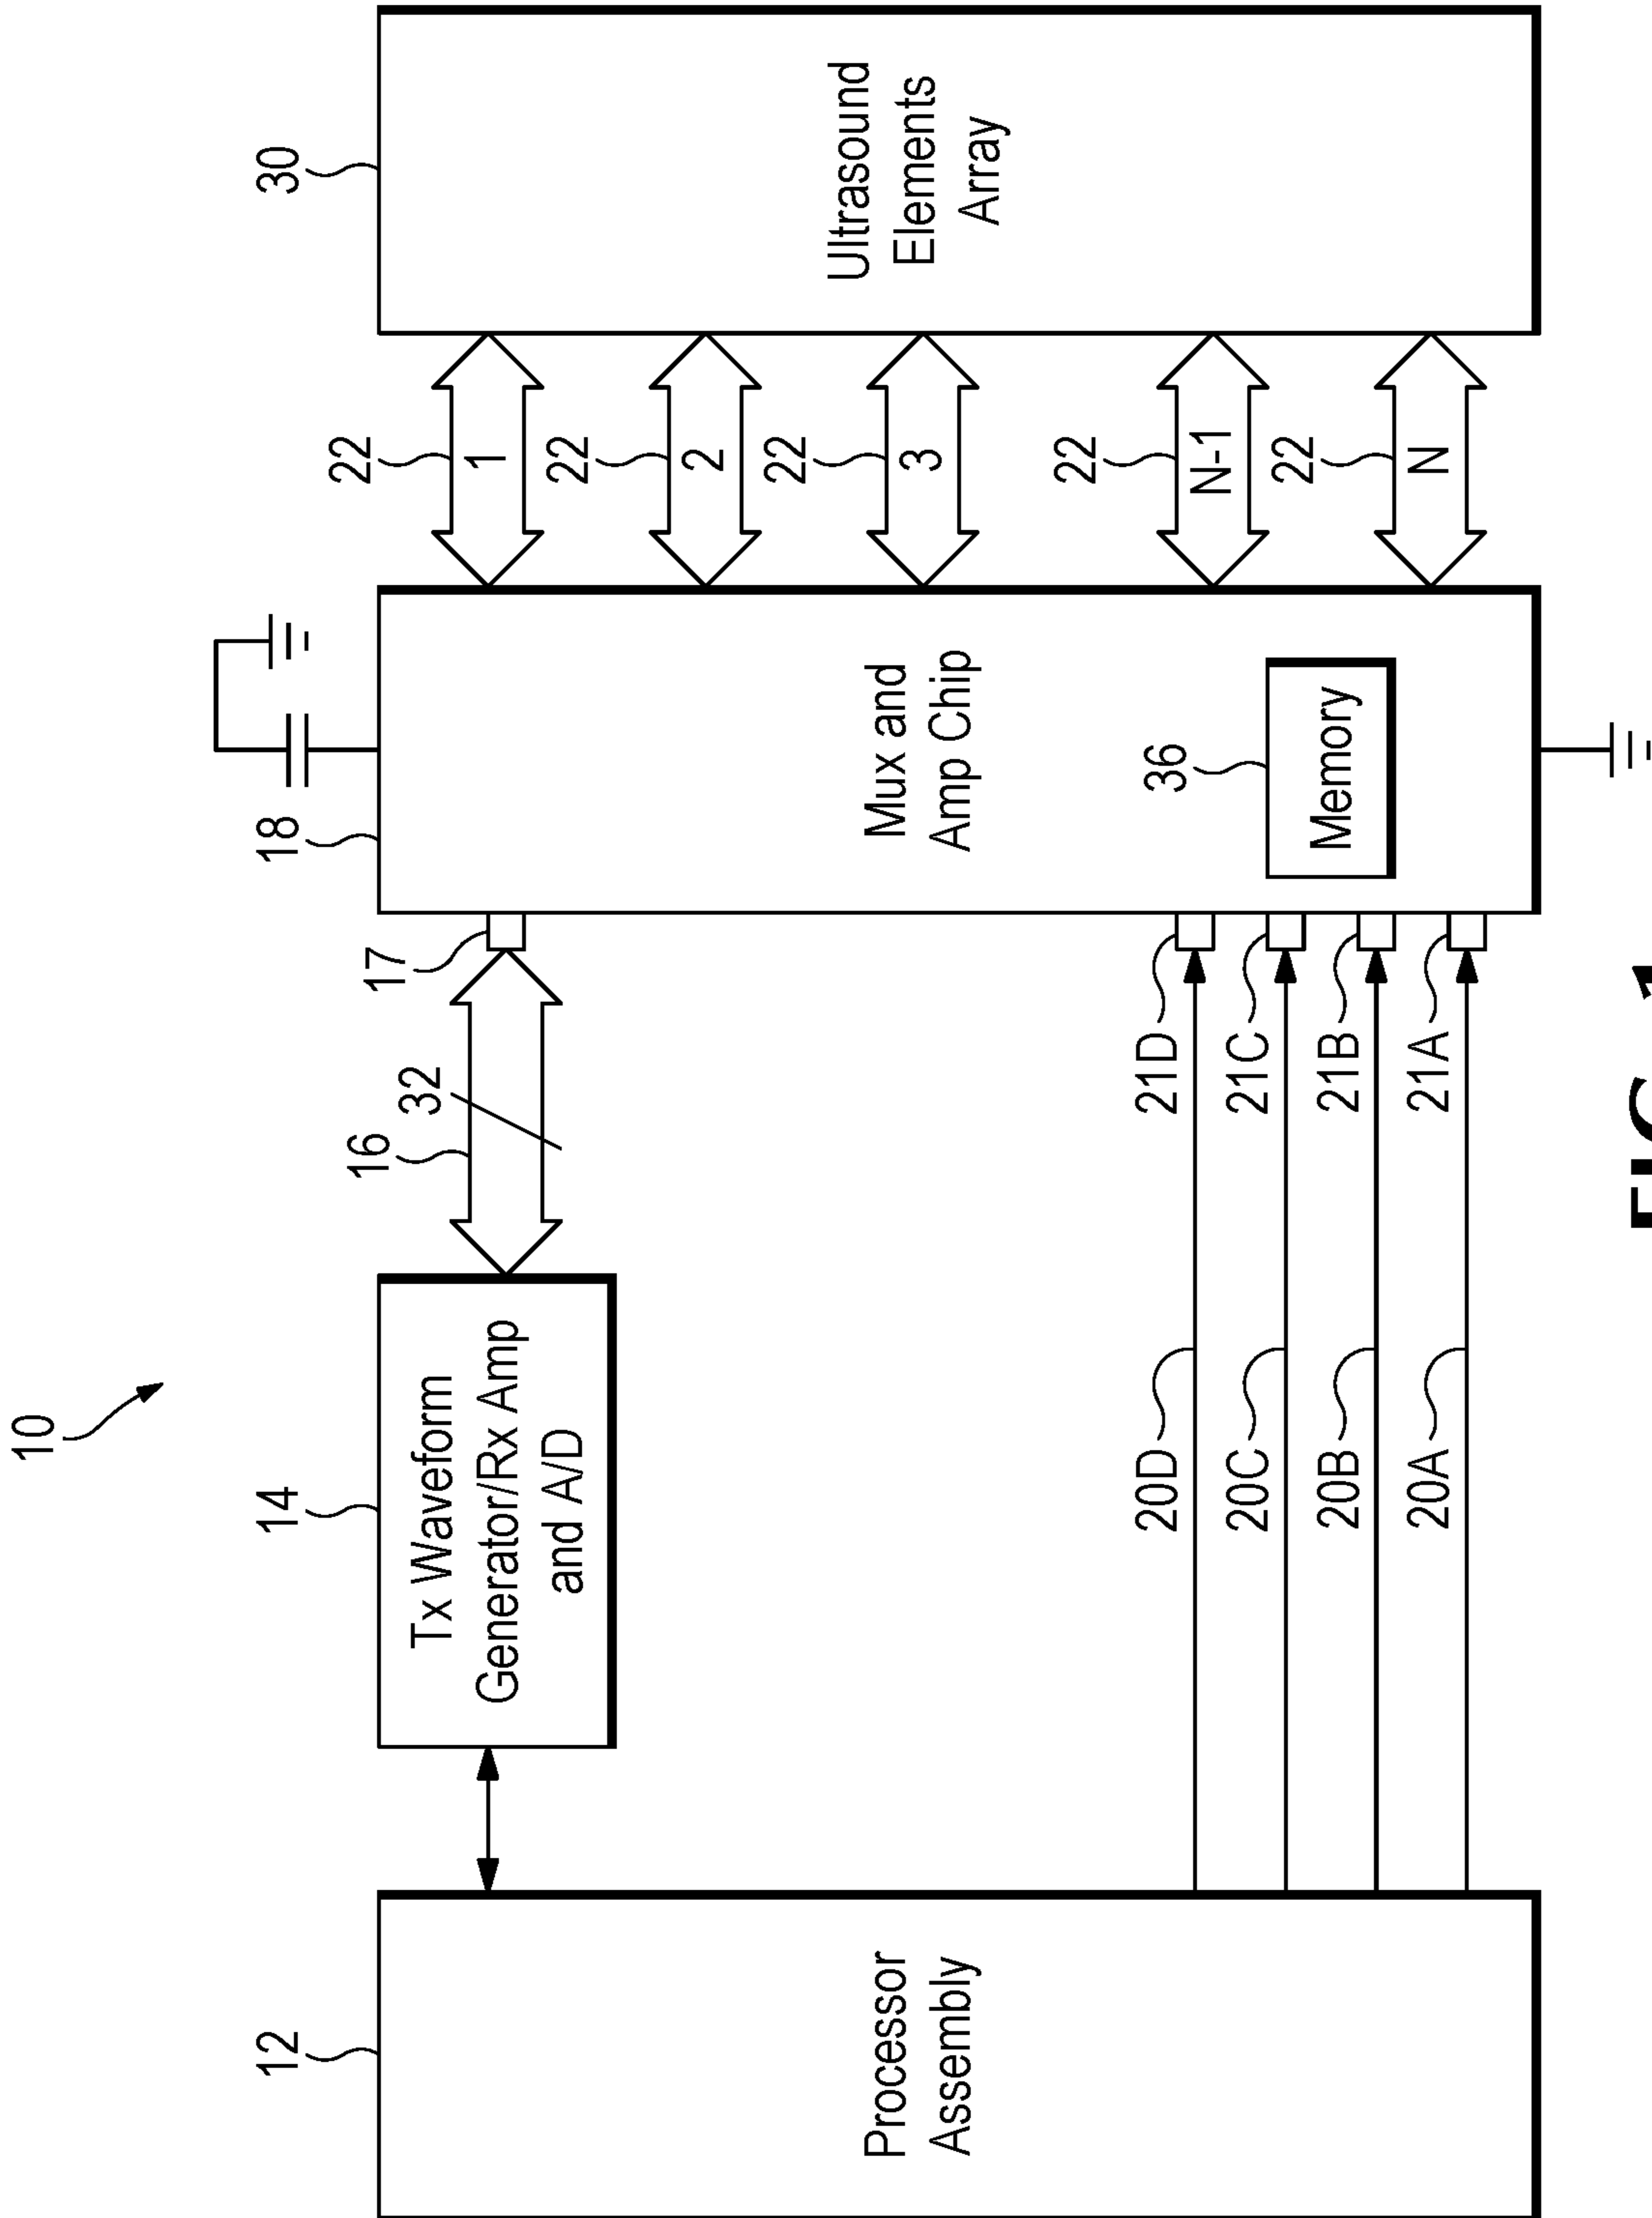 10
12
14
18
30
16
32
17
22
1
22
2
22
3
22
N-1
22
N
Tx Waveform
Generator/Rx Amp
and A/D
Processor
Assembly
Mux and
Amp Chip
Ultrasound
Elements
Array
36
Memory
20D
21D
20C
21C
20B
21B
20A
21A
FIG. 1